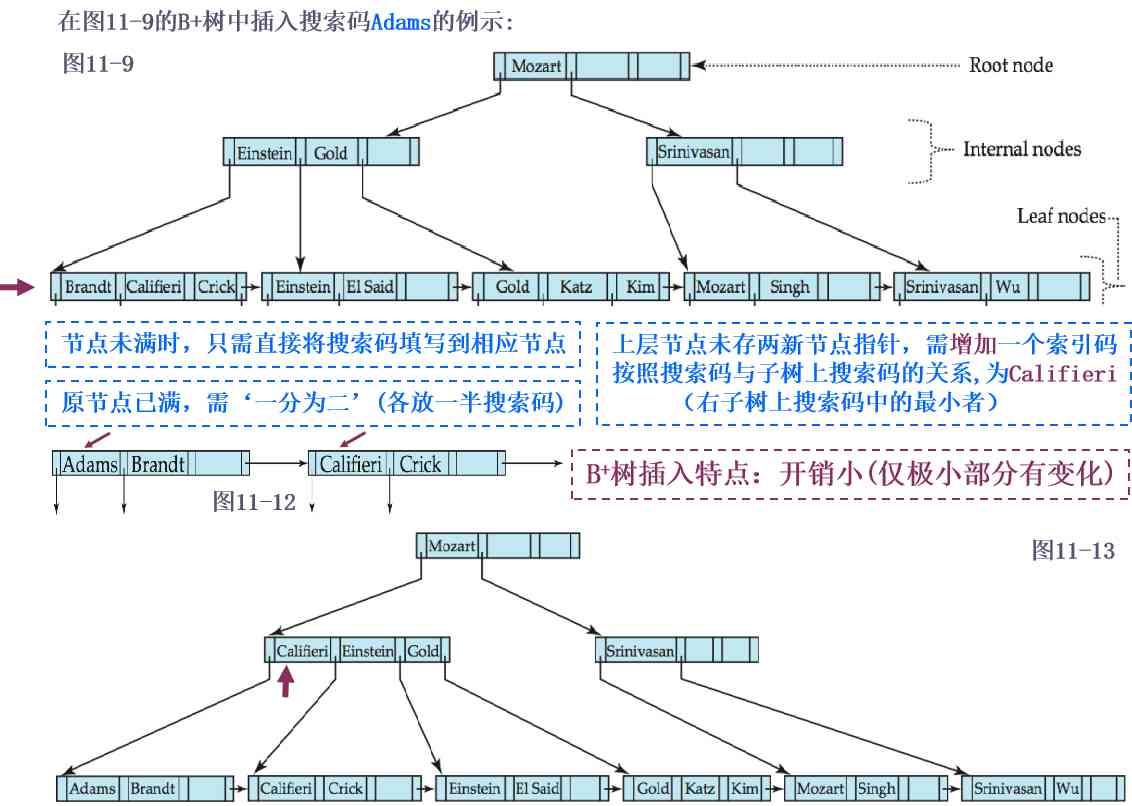 在图11-9的B+树中插入搜索码Adams的例示:
图11-9
Mozart
Root node
Einstein Gold
Srinivasan
Internal nodes
Leaf nodes
Brandt Califieri Crick
Einstein El Said
Gold Katz Kim
Mozart Singh
Srinivasan Wu
节点未满时，只需直接将搜索码填写到相应节点
原节点已满，需‘一分为二’(各放一半搜索码)
上层节点未存两新节点指针，需增加一个索引码
按照搜索码与子树上搜索码的关系,为Califieri
（右子树上搜索码中的最小者）
Adams Brandt
Califieri Crick
图11-12
B+树插入特点：开销小(仅极小部分有变化)
图11-13
Mozart
Califieri Einstein Gold
Srinivasan
Adams Brandt
Califieri Crick
Einstein El Said
Gold Katz Kim
Mozart Singh
Srinivasan Wu